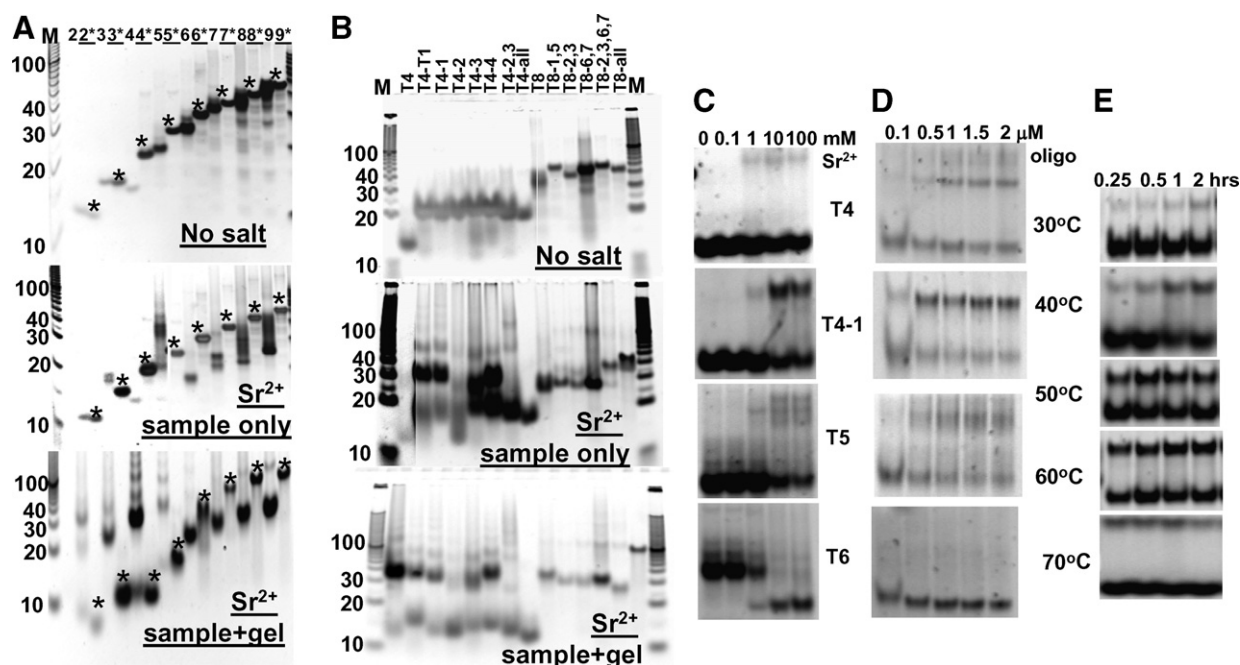 A
M 22*33*44*55*66*77*88*99*
100
40
30
20
10
No salt
100
40
30
20
10
Sr2+
sample only
100
40
30
20
10
Sr2+
sample+gel
B
M T4 T4-T1 T4-1 T4-2 T4-3 T4-4 T4-2,3 T4-all T8 T8-1,5 T8-2,3 T8-6,7 T8-2,3,6,7 T8-all M
100
40
30
20
10
No salt
100
40
30
20
10
Sr2+
sample only
100
30
20
10
Sr2+
sample+gel
C
0 0.1 1 10 100 mM
Sr2+
T4
T4-1
T5
T6
D
0.1 0.5 1 1.5 2 µM
oligo
E
0.25 0.5 1 2 hrs
30°C
40°C
50°C
60°C
70°C